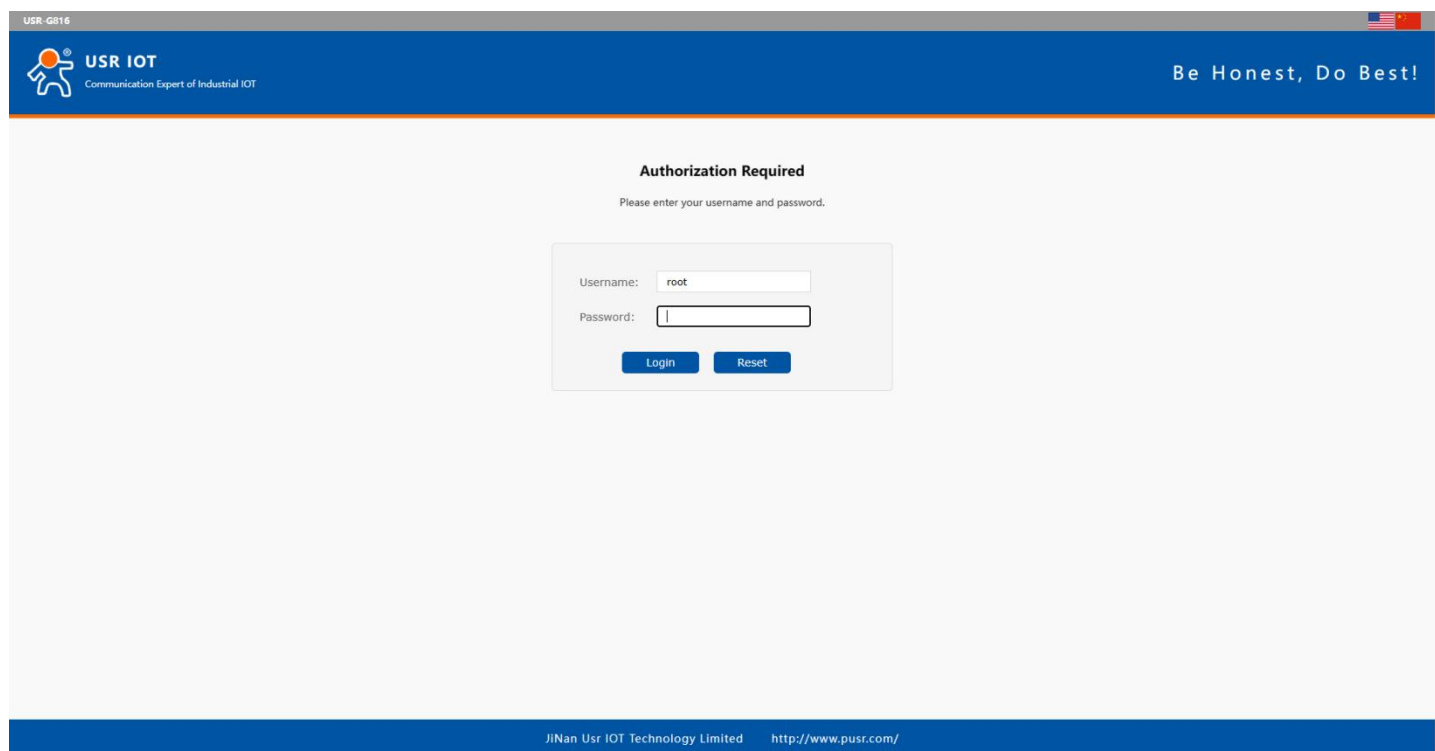 USR-G816
®
USR IOT
Communication Expert of Industrial IOT
Be Honest, Do Best!
Authorization Required
Please enter your username and password.
Username: root
Password:
Login Reset
JiNan Usr IOT Technology Limited http://www.pusr.com/